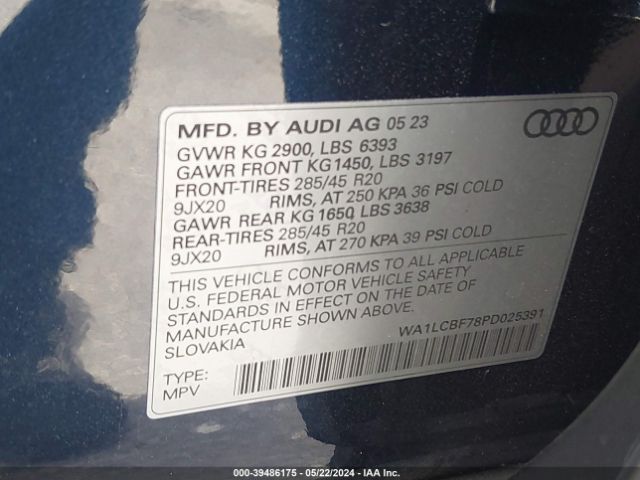 MFD. BY AUDI AG 05 23
GVWR KG 2900, LBS 6393
GAWR FRONT KG1450, LBS 3197
FRONT-TIRES 285/45 R20
9JX20 RIMS, AT 250 KPA 36 PSI COLD
GAWR REAR KG 1650, LBS 3638
REAR-TIRES 285/45 R20
9JX20 RIMS, AT 270 KPA 39 PSI COLD
THIS VEHICLE CONFORMS TO ALL APPLICABLE
U.S. FEDERAL MOTOR VEHICLE SAFETY
STANDARDS IN EFFECT ON THE DATE OF
MANUFACTURE SHOWN ABOVE.
SLOVAKIA
WA1LCBF78PD025391
TYPE:
MPV
000-39486175 - 05/22/2024 - IAA Inc.